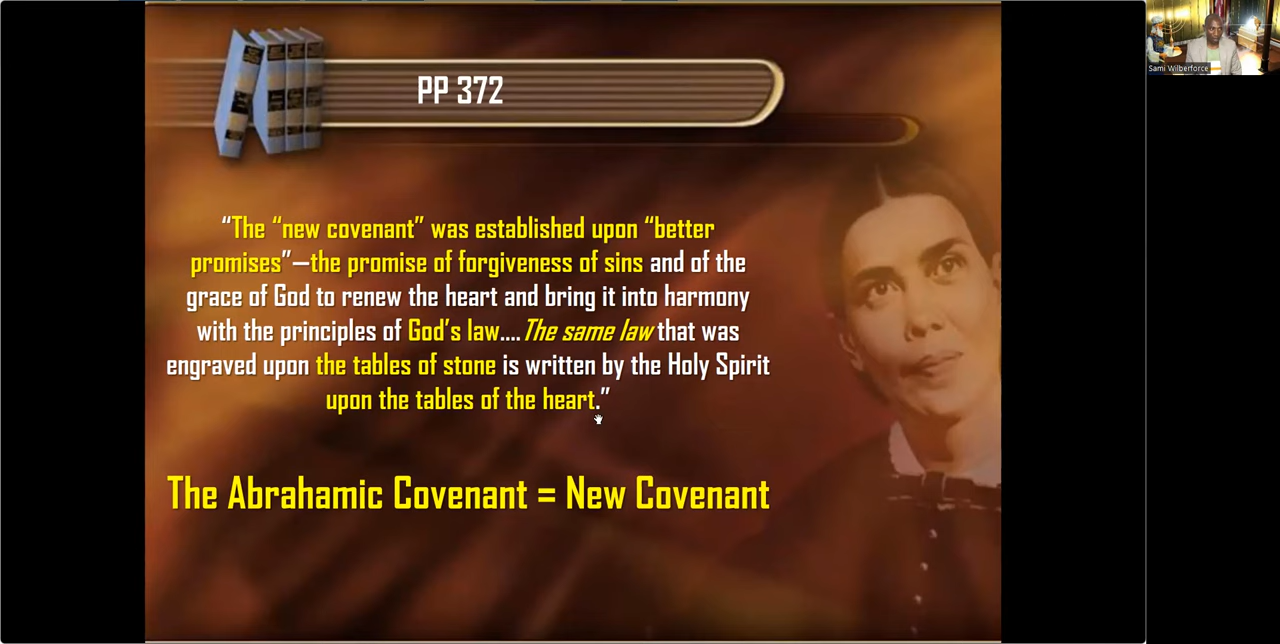 PP 372
Sami Wilberforce
“The “new covenant” was established upon “better
promises”—the promise of forgiveness of sins and of the
grace of God to renew the heart and bring it into harmony
with the principles of God’s law....The same law that was
engraved upon the tables of stone is written by the Holy Spirit
upon the tables of the heart.”
The Abrahamic Covenant = New Covenant